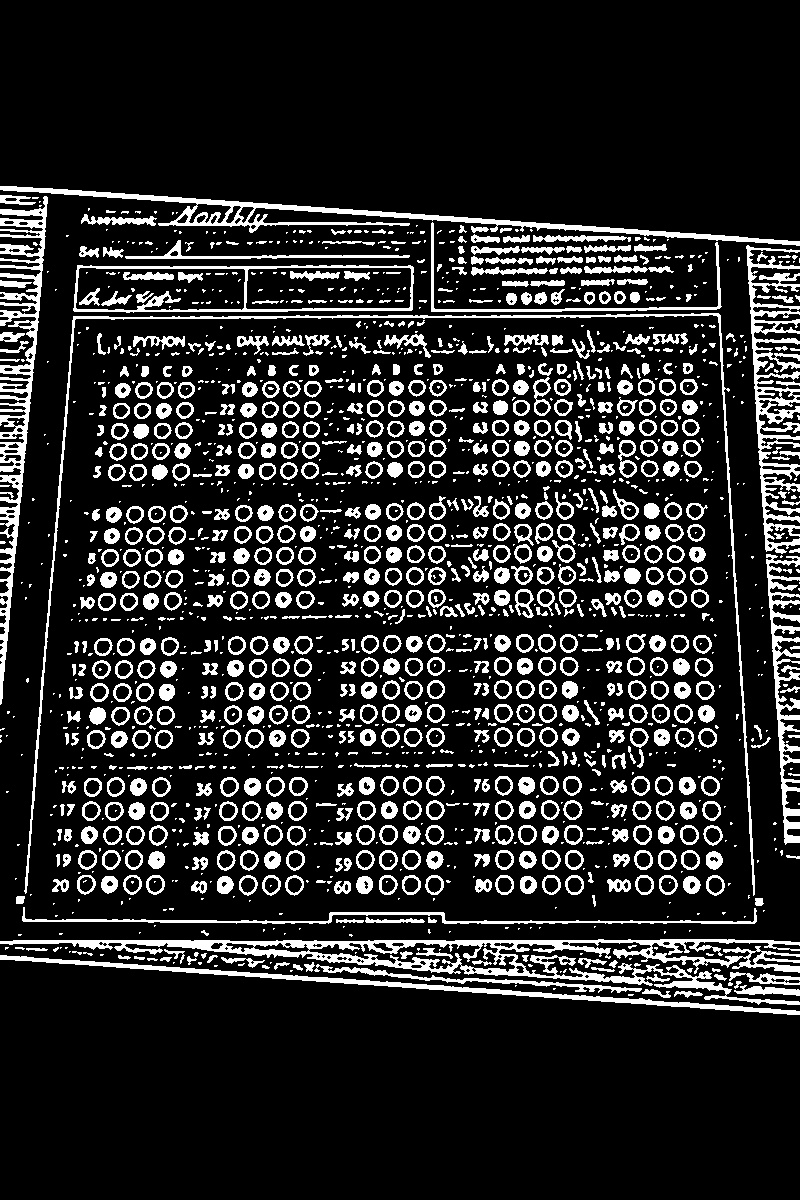 Assessment: Monthly
Set No: A
Candidate Sign: Invigilator Sign:
PYTHON DATA ANALYSIS MySQL POWER BI Adv STATS
A B C D A B C D A B C D A B C D A B C D
1 21 41 61 81
2 22 42 62 82
3 23 43 63 83
4 24 44 64 84
5 25 45 65 85
6 26 46 66 86
7 27 47 67 87
8 28 48 68 88
9 29 49 69 89
10 30 50 70 90
11 31 51 71 91
12 32 52 72 92
13 33 53 73 93
14 34 54 74 94
15 35 55 75 95
16 36 56 76 96
17 37 57 77 97
18 38 58 78 98
19 39 59 79 99
20 40 60 80 100